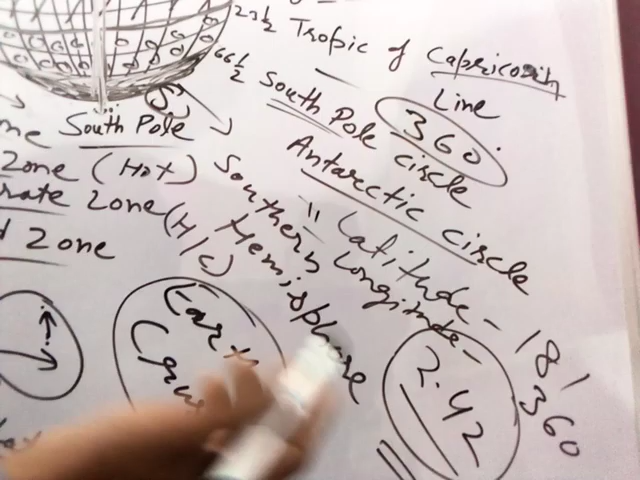 23½ Tropic of Capricorin
Line
66½ South Pole circle
360°
Antarctic circle
S
South Pole
Zone (Hot)
rate Zone (H/C)
Zone
Southern
Hemisphere
" Latitude - 181
Longitude - 360
2.42